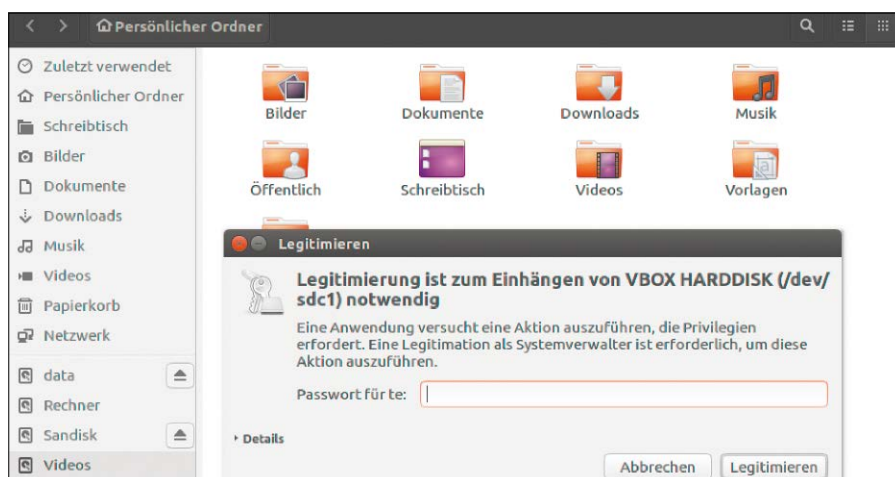 Persönlicher Ordner
Zuletzt verwendet
Persönlicher Ordner
Schreibtisch
Bilder
Dokumente
Downloads
Musik
Videos
Papierkorb
Netzwerk
data
Rechner
Sandisk
Videos
Bilder
Dokumente
Downloads
Musik
Öffentlich
Schreibtisch
Videos
Vorlagen
Legitimieren
Legitimierung ist zum Einhängen von VBOX HARDDISK (/dev/
sdc1) notwendig
Eine Anwendung versucht eine Aktion auszuführen, die Privilegien
erfordert. Eine Legitimation als Systemverwalter ist erforderlich, um diese
Aktion auszuführen.
Passwort für te:
Details
Abbrechen
Legitimieren